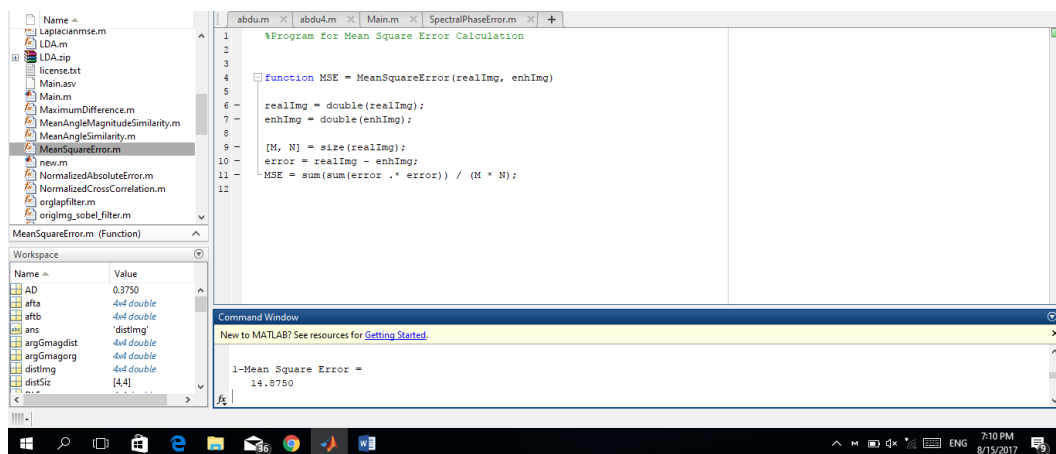 Name
Laplacianmse.m
LDA.m
LDA.zip
license.txt
Main.asv
Main.m
MaximumDifference.m
MeanAngleMagnitudeSimilarity.m
MeanAngleSimilarity.m
MeanSquareError.m
new.m
NormalizedAbsoluteError.m
NormalizedCrossCorrelation.m
orglapfilter.m
origImg_sobel_filter.m
MeanSquareError.m (Function)
Workspace
Name Value
AD 0.3750
afta 4x4 double
aftb 4x4 double
abc ans 'distImg'
argGmagdist 4x4 double
argGmagorg 4x4 double
distImg 4x4 double
distSiz [4,4]
abdu.m × abdu4.m × Main.m × SpectralPhaseError.m × +
1 %Program for Mean Square Error Calculation
2
3
4 function MSE = MeanSquareError(realImg, enhImg)
5
6 – realImg = double(realImg);
7 – enhImg = double(enhImg);
8
9 – [M, N] = size(realImg);
10 – error = realImg - enhImg;
11 – MSE = sum(sum(error .* error)) / (M * N);
12
Command Window
New to MATLAB? See resources for Getting Started.
1-Mean Square Error =
14.8750
fx
36
M
ENG
7:10 PM
8/15/2017
9